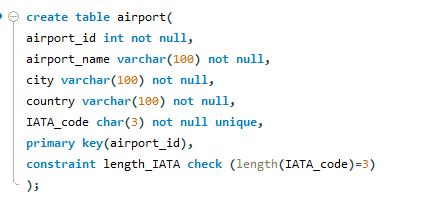 create table airport(
airport_id int not null,
airport_name varchar(100) not null,
city varchar(100) not null,
country varchar(100) not null,
IATA_code char(3) not null unique,
primary key(airport_id),
constraint length_IATA check (length(IATA_code)=3)
);